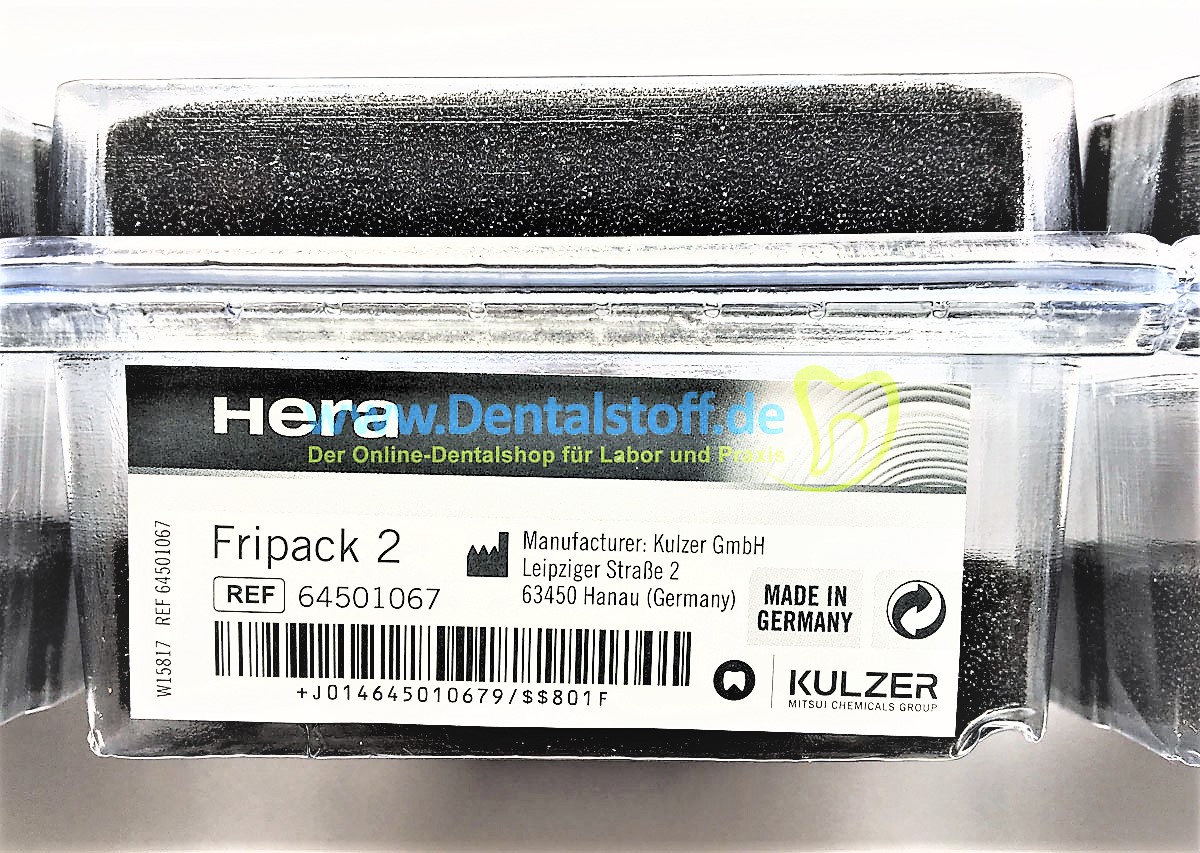 Hera
www.Dentalstoff.de
Der Online-Dentalshop für Labor und Praxis
W15817 REF 64501067
Fripack 2
REF 64501067
Manufacturer: Kulzer GmbH
Leipziger Straße 2
63450 Hanau (Germany)
MADE IN
GERMANY
+J014645010679/$$801F
KULZER
MITSUI CHEMICALS GROUP